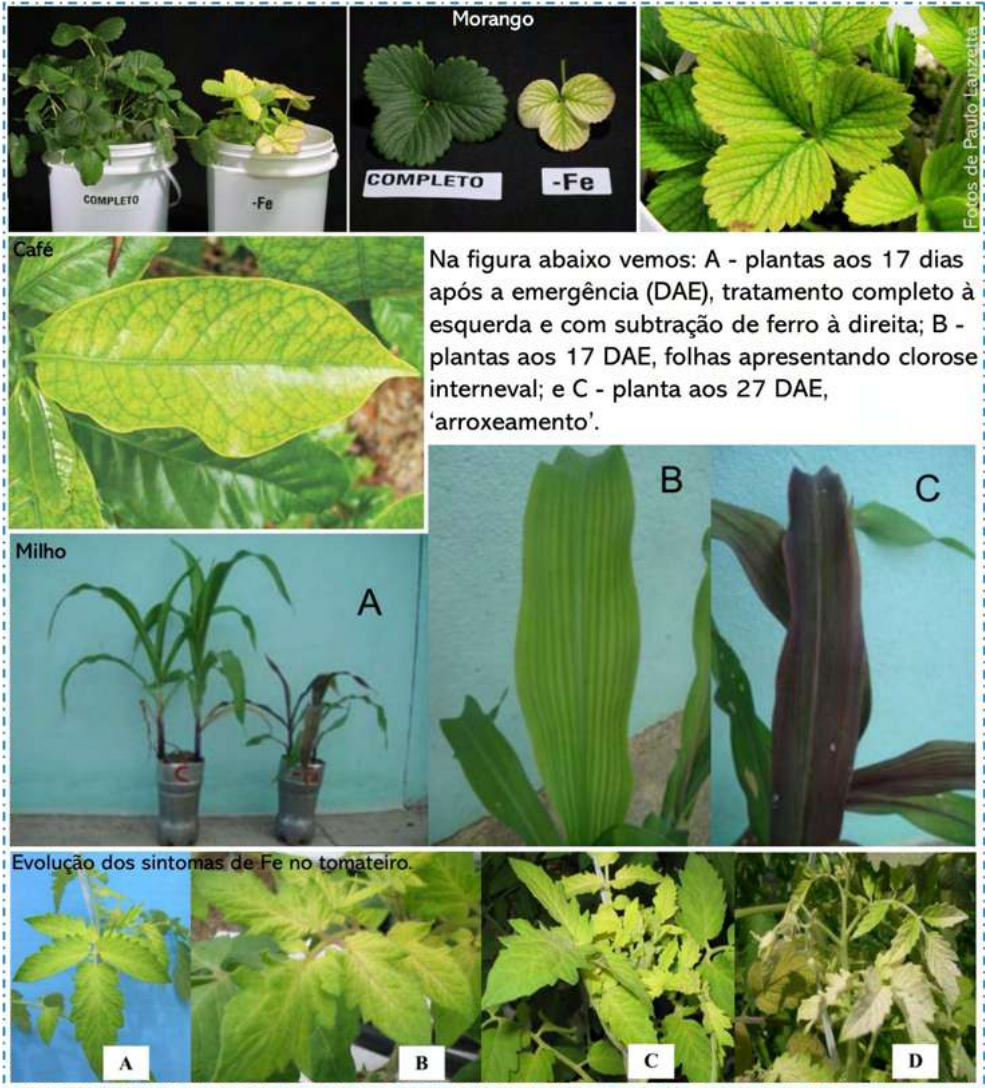 Morango
COMPLETO
-Fe
COMPLETO
-Fe
Fotos de Paulo Lanzetta
Café
Na figura abaixo vemos: A - plantas aos 17 dias
após a emergência (DAE), tratamento completo à
esquerda e com subtração de ferro à direita; B -
plantas aos 17 DAE, folhas apresentando clorose
interneval; e C - planta aos 27 DAE,
‘arroxeamento’.
Milho
A
C
B
C
Evolução dos sintomas de Fe no tomateiro.
A
B
C
D